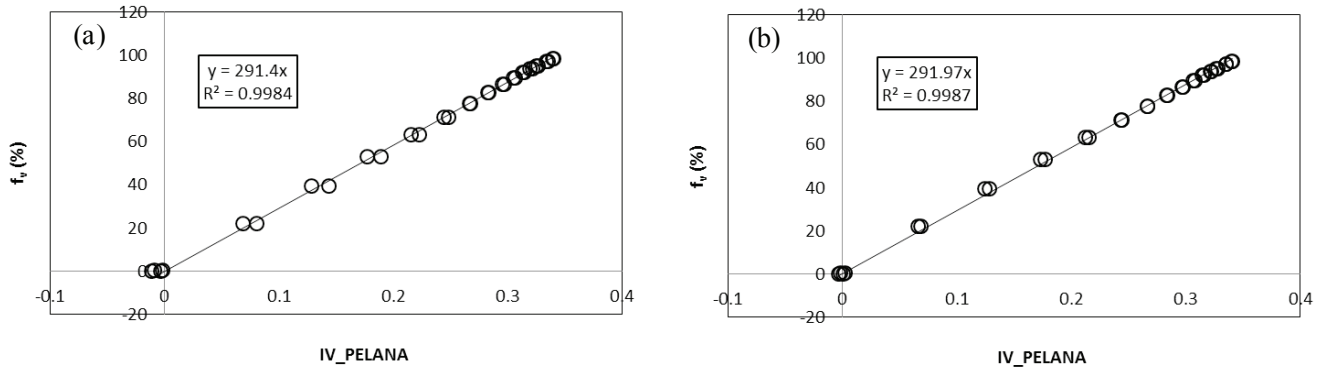 (a)
y = 291.4x
R² = 0.9984
120
100
80
60
40
20
0
-20
-0.1 0 0.1 0.2 0.3 0.4
fᵥ (%)
IV_PELANA
(b)
y = 291.97x
R² = 0.9987
120
100
80
60
40
20
0
-20
-0.1 0 0.1 0.2 0.3 0.4
fᵥ (%)
IV_PELANA